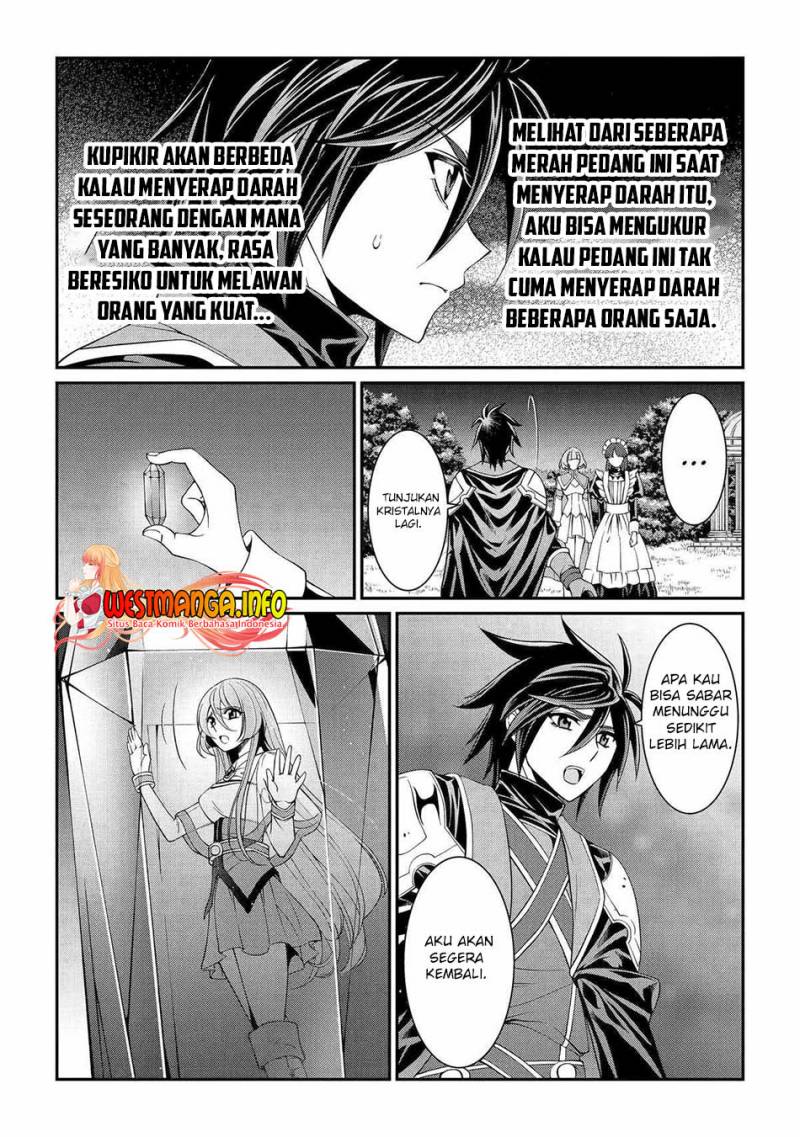 MELIHAT DARI SEBERAPA
MERAH PEDANG INI SAAT
MENYERAP DARAH ITU,
AKU BISA MENGUKUR
KALAU PEDANG INI TAK
CUMA MENYERAP DARAH
BEBERAPA ORANG SAJA.
KUPIKIR AKAN BERBEDA
KALAU MENYERAP DARAH
SESEORANG DENGAN MANA
YANG BANYAK, RASA
BERESIKO UNTUK MELAWAN
ORANG YANG KUAT...
...
TUNJUKAN
KRISTALNYA
LAGI.
WESTMANGA.INFO
Situs Baca Komik Berbahasa Indonesia
APA KAU
BISA SABAR
MENUNGGU
SEDIKIT
LEBIH LAMA.
AKU AKAN
SEGERA
KEMBALI.